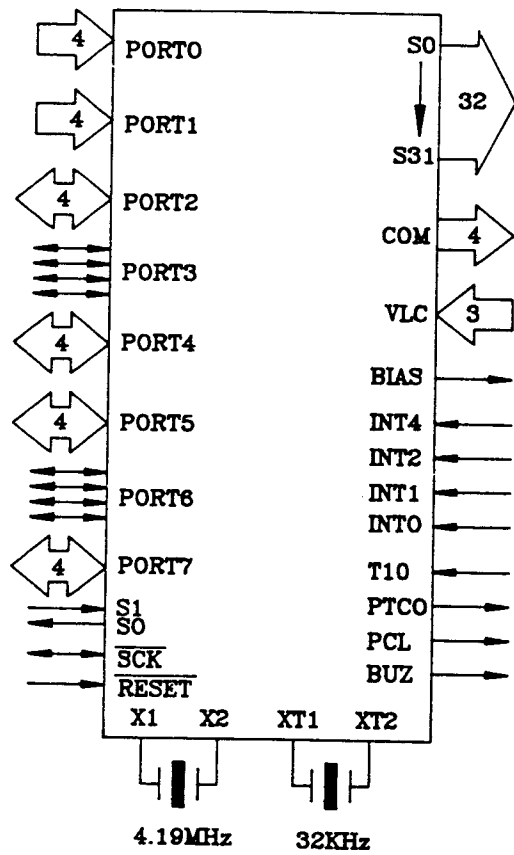 4 PORT0 S0
32
4 PORT1
S31
4 PORT2
COM 4
PORT3
VLC 3
4 PORT4
BIAS
4 PORT5 INT4
INT2
PORT6 INT1
INT0
4 PORT7 T10
S1 PTCO
S0
SCK PCL
RESET BUZ
X1 X2 XT1 XT2
4.19MHz 32KHz